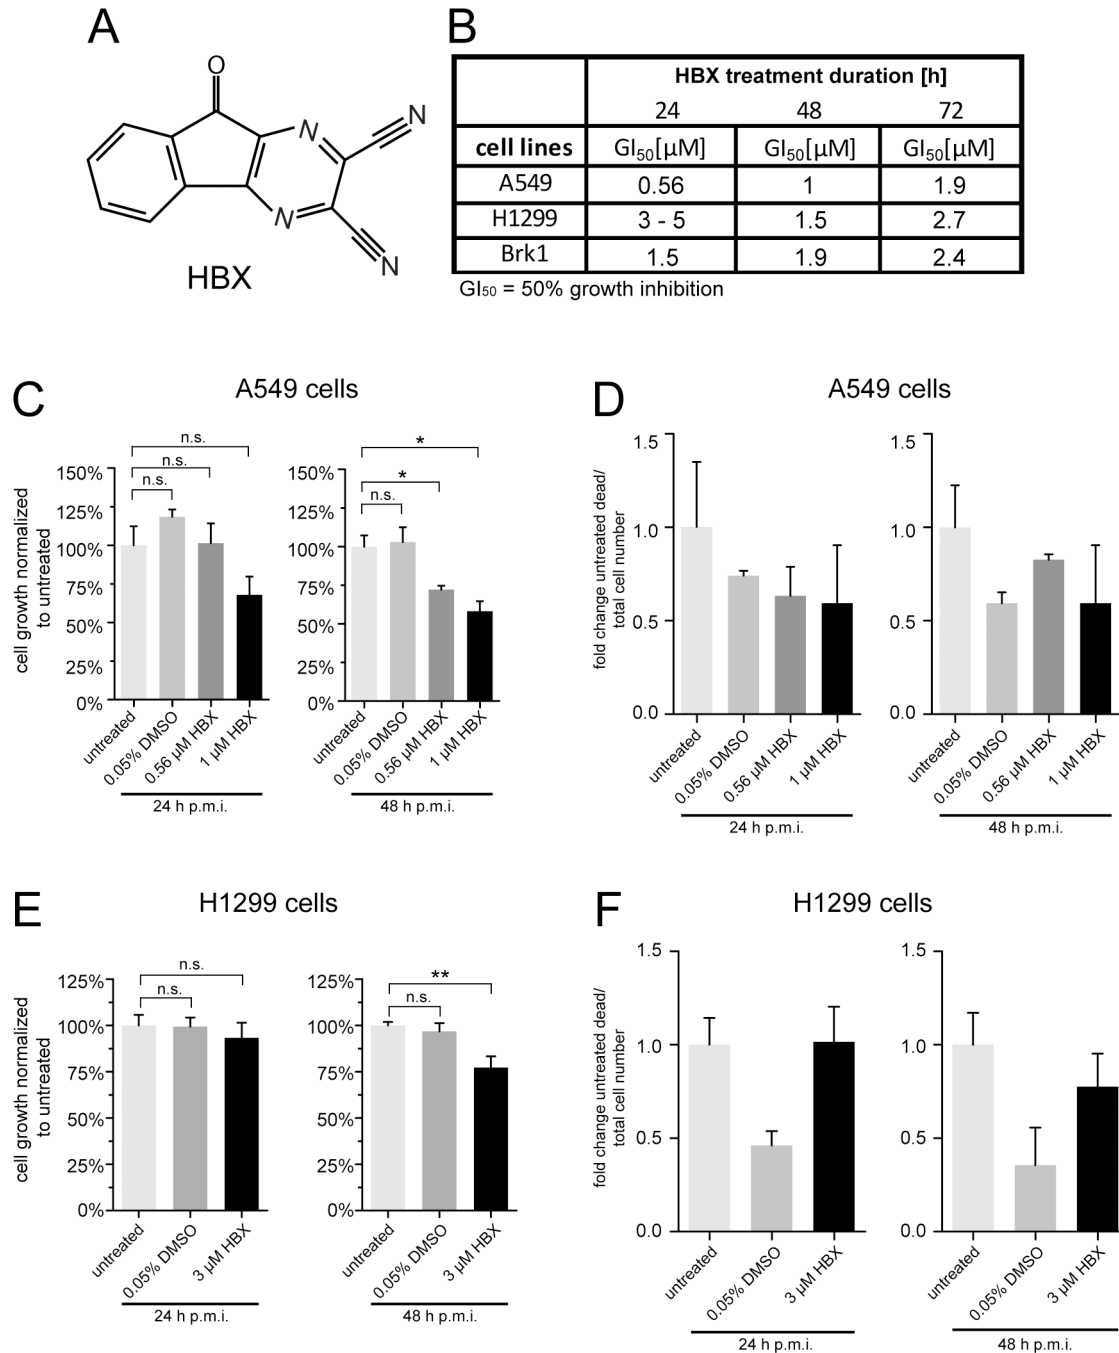 A
O
N
N
N
N
HBX
B
HBX treatment duration [h]
24 48 72
cell lines GI50[µM] GI50[µM] GI50[µM]
A549 0.56 1 1.9
H1299 3 - 5 1.5 2.7
Brk1 1.5 1.9 2.4
GI50 = 50% growth inhibition
C
A549 cells
cell growth normalized
to untreated
150%
125%
100%
75%
50%
25%
0%
n.s.
n.s.
n.s.
untreated
0.05% DMSO
0.56 µM HBX
1 µM HBX
24 h p.m.i.
150%
125%
100%
75%
50%
25%
0%
*
*
n.s.
untreated
0.05% DMSO
0.56 µM HBX
1 µM HBX
48 h p.m.i.
D
A549 cells
fold change untreated dead/
total cell number
1.5
1.0
0.5
0.0
untreated
0.05% DMSO
0.56 µM HBX
1 µM HBX
24 h p.m.i.
1.5
1.0
0.5
0.0
untreated
0.05% DMSO
0.56 µM HBX
1 µM HBX
48 h p.m.i.
E
H1299 cells
cell growth normalized
to untreated
125%
100%
75%
50%
25%
0%
n.s.
n.s.
untreated
0.05% DMSO
3 µM HBX
24 h p.m.i.
125%
100%
75%
50%
25%
0%
**
n.s.
untreated
0.05% DMSO
3 µM HBX
48 h p.m.i.
F
H1299 cells
fold change untreated dead/
total cell number
1.5
1.0
0.5
0.0
untreated
0.05% DMSO
3 µM HBX
24 h p.m.i.
1.5
1.0
0.5
0.0
untreated
0.05% DMSO
3 µM HBX
48 h p.m.i.